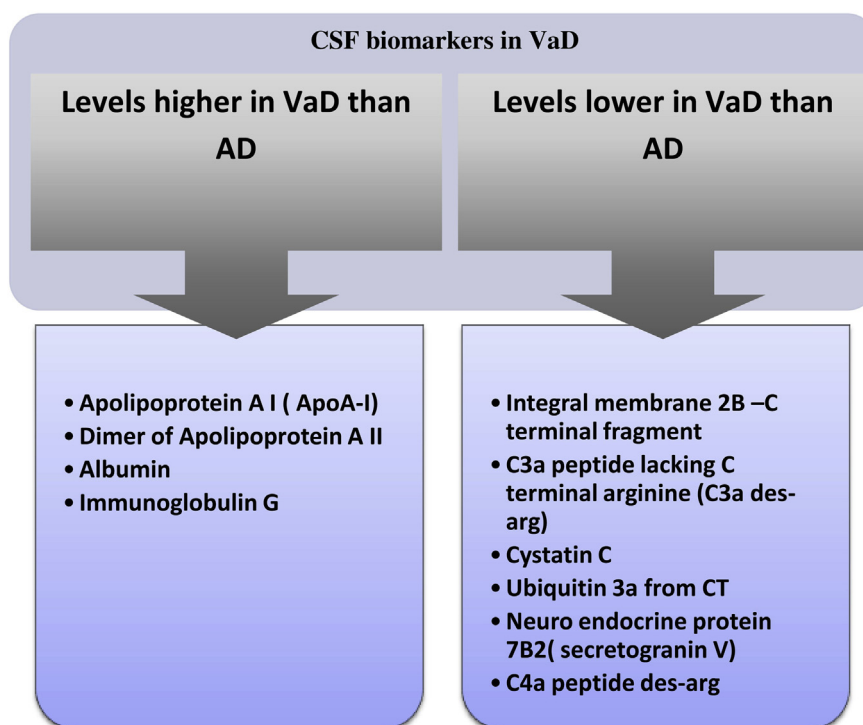 CSF biomarkers in VaD
Levels higher in VaD than
AD
• Apolipoprotein A I ( ApoA-I)
• Dimer of Apolipoprotein A II
• Albumin
• Immunoglobulin G
Levels lower in VaD than
AD
• Integral membrane 2B –C
terminal fragment
• C3a peptide lacking C
terminal arginine (C3a des-
arg)
• Cystatin C
• Ubiquitin 3a from CT
• Neuro endocrine protein
7B2( secretogranin V)
• C4a peptide des-arg